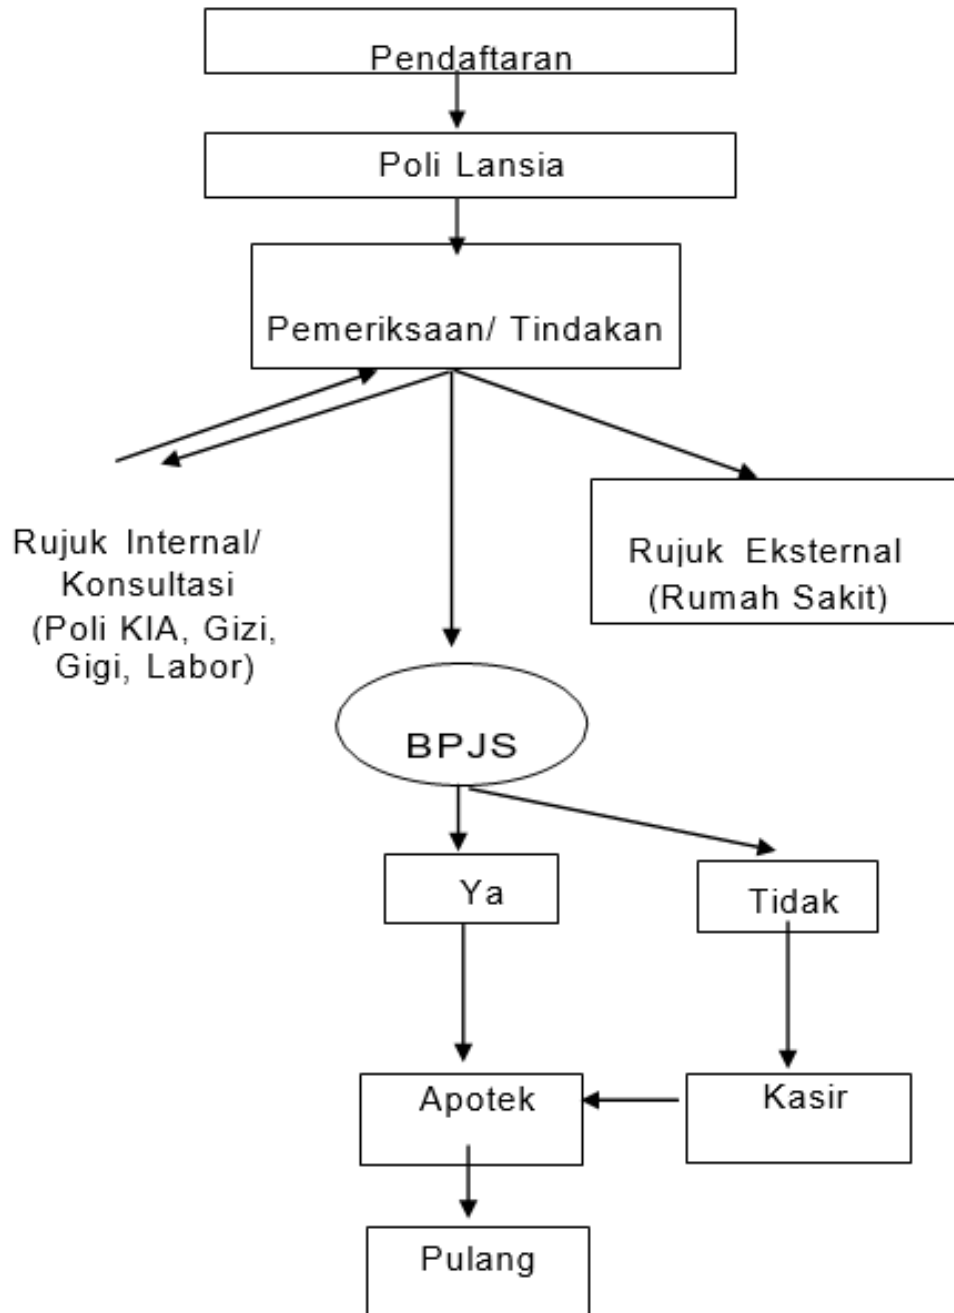 Pendaftaran
Poli Lansia
Pemeriksaan/ Tindakan
Rujuk Internal/
Konsultasi
(Poli KIA, Gizi,
Gigi, Labor)
Rujuk Eksternal
(Rumah Sakit)
BPJS
Ya
Tidak
Apotek
Kasir
Pulang